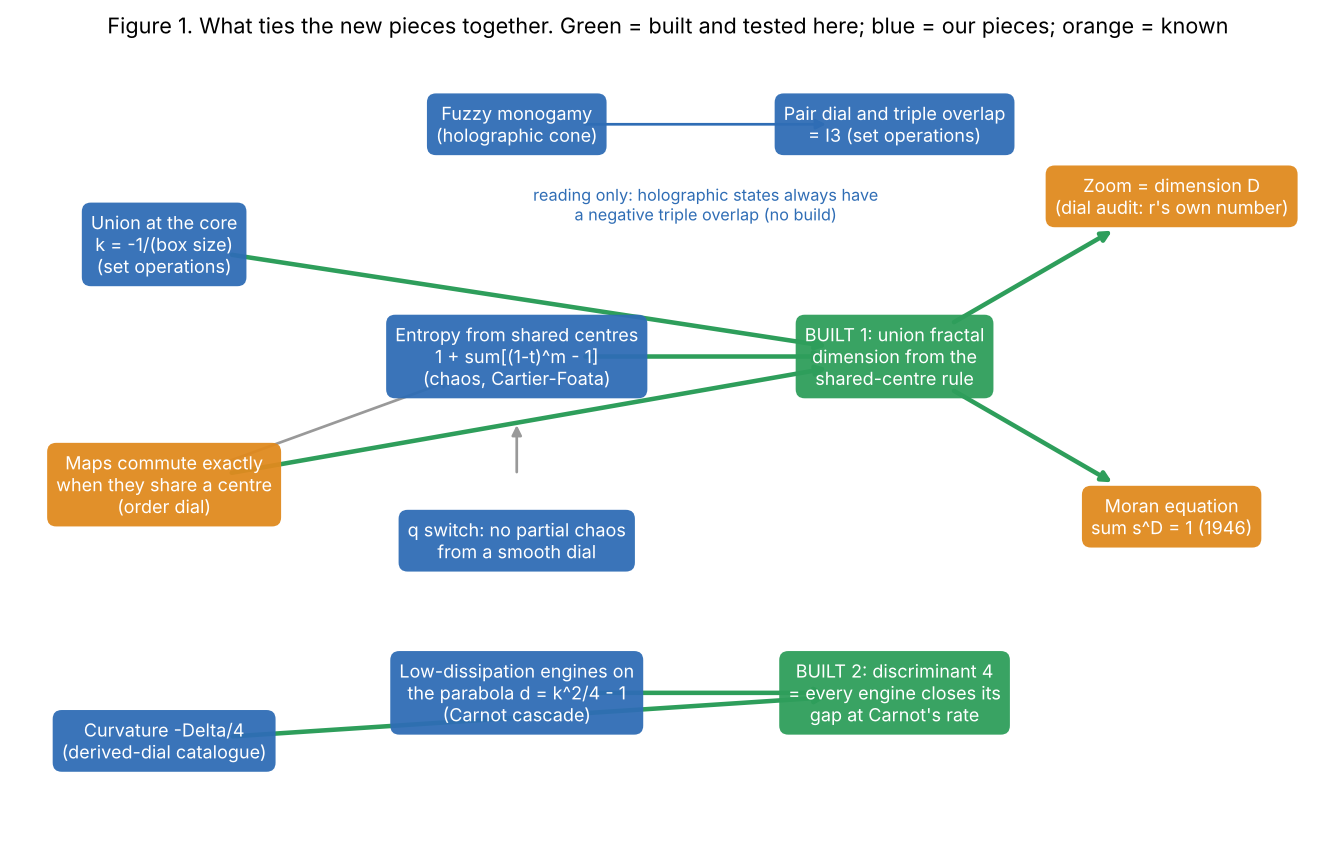 Figure 1. What ties the new pieces together. Green = built and tested here; blue = our pieces; orange = known
Fuzzy monogamy
(holographic cone)
Pair dial and triple overlap
= I3 (set operations)
reading only: holographic states always have
a negative triple overlap (no build)
Zoom = dimension D
(dial audit: r's own number)
Union at the core
k = -1/(box size)
(set operations)
Entropy from shared centres
1 + sum[(1-t)^m - 1]
(chaos, Cartier-Foata)
BUILT 1: union fractal
dimension from the
shared-centre rule
Maps commute exactly
when they share a centre
(order dial)
q switch: no partial chaos
from a smooth dial
Moran equation
sum s^D = 1 (1946)
Low-dissipation engines on
the parabola d = k^2/4 - 1
(Carnot cascade)
BUILT 2: discriminant 4
= every engine closes its
gap at Carnot's rate
Curvature -Delta/4
(derived-dial catalogue)